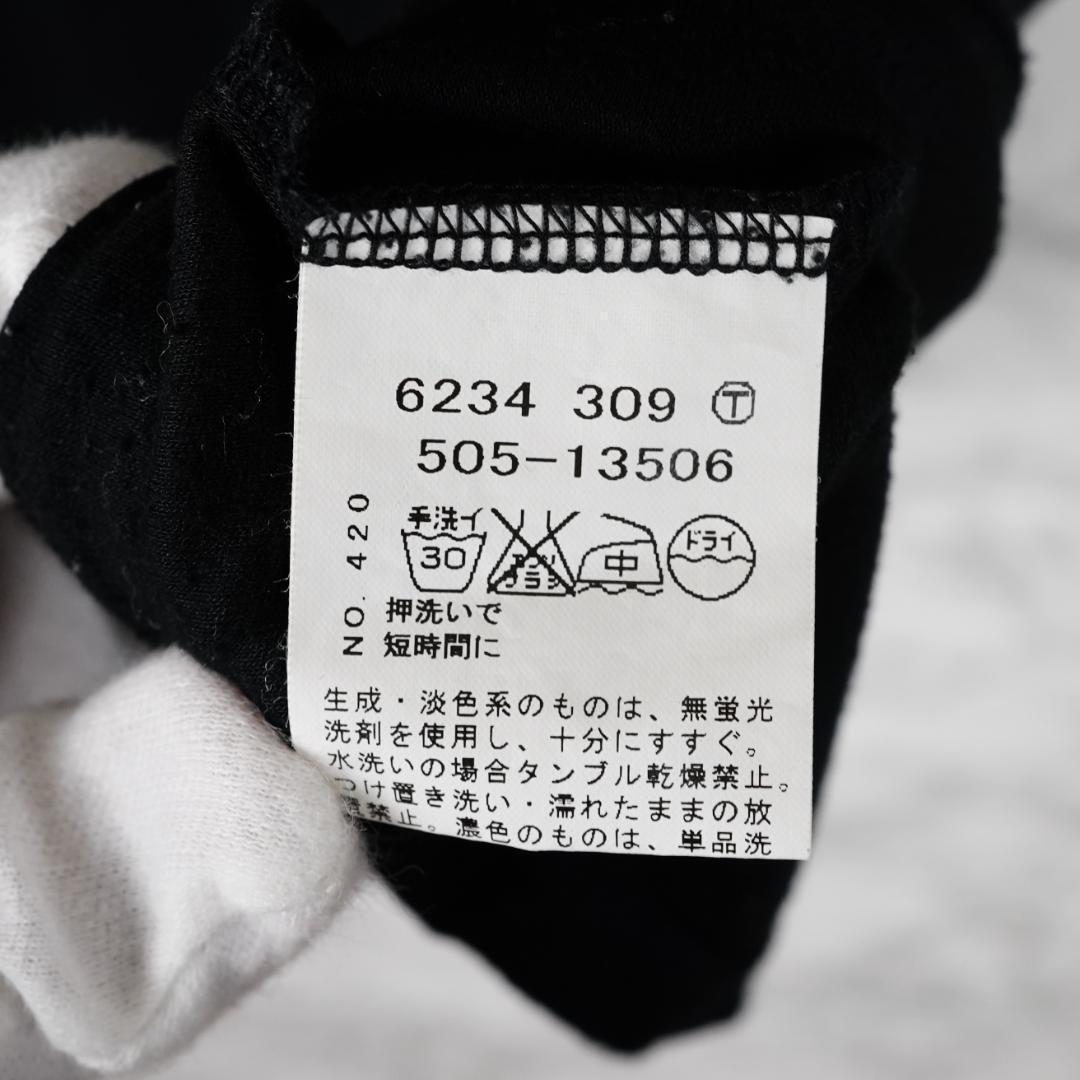 6234 309 Ⓣ
505-13506
NO. 420
手洗イ
30
中
ドライ
押洗いで
短時間に
生成・淡色系のものは、無蛍光
洗剤を使用し、十分にすすぐ。
水洗いの場合タンブル乾燥禁止。
つけ置き洗い・濡れたままの放
置禁止。濃色のものは、単品洗